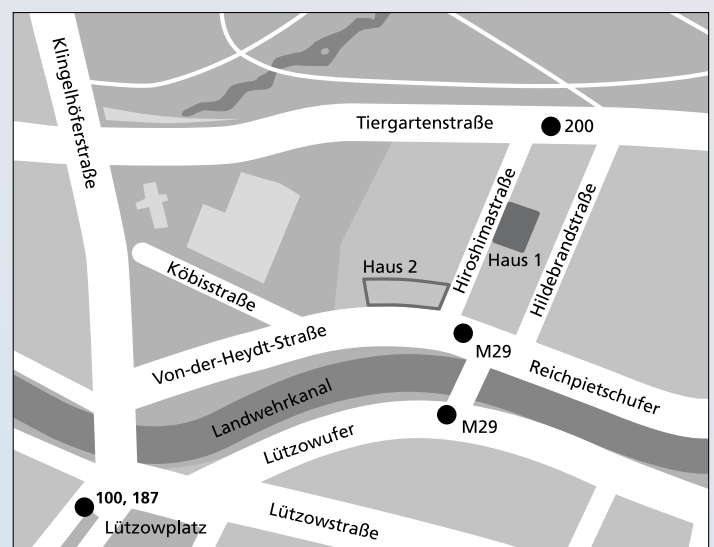 Klingelhöferstraße
Tiergartenstraße
200
Hiroshimastraße
Hildebrandstraße
Haus 1
Haus 2
Köbisstraße
Von-der-Heydt-Straße
M29
Reichpietschufer
Landwehrkanal
M29
Lützowufer
100, 187
Lützowplatz
Lützowstraße